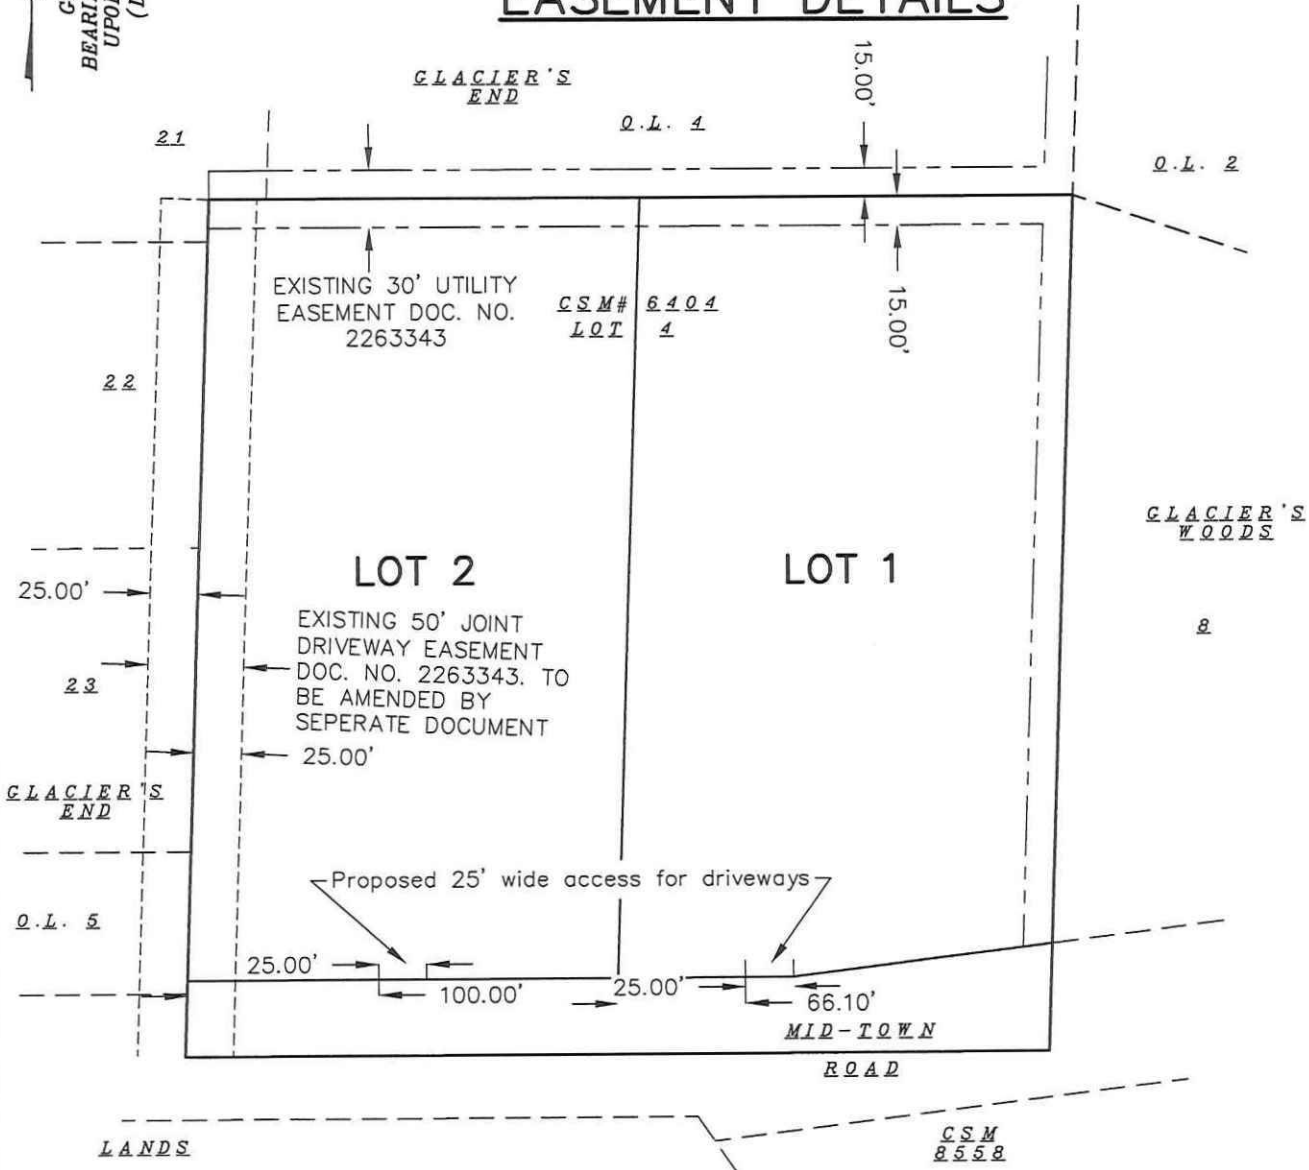 EASEMENT DETAILS
BEARI
UPO
GLACIER'S
END
15.00'
O.L. 4
21
O.L. 2
EXISTING 30' UTILITY
EASEMENT DOC. NO.
2263343
CSM# 6404
LOT 4
15.00'
22
GLACIER'S
WOODS
8
LOT 2
LOT 1
25.00'
EXISTING 50' JOINT
DRIVEWAY EASEMENT
DOC. NO. 2263343. TO
BE AMENDED BY
SEPERATE DOCUMENT
23
25.00'
GLACIER'S
END
Proposed 25' wide access for driveways
O.L. 5
25.00'
100.00'
25.00'
66.10'
MID-TOWN
ROAD
LANDS
CSM
8558